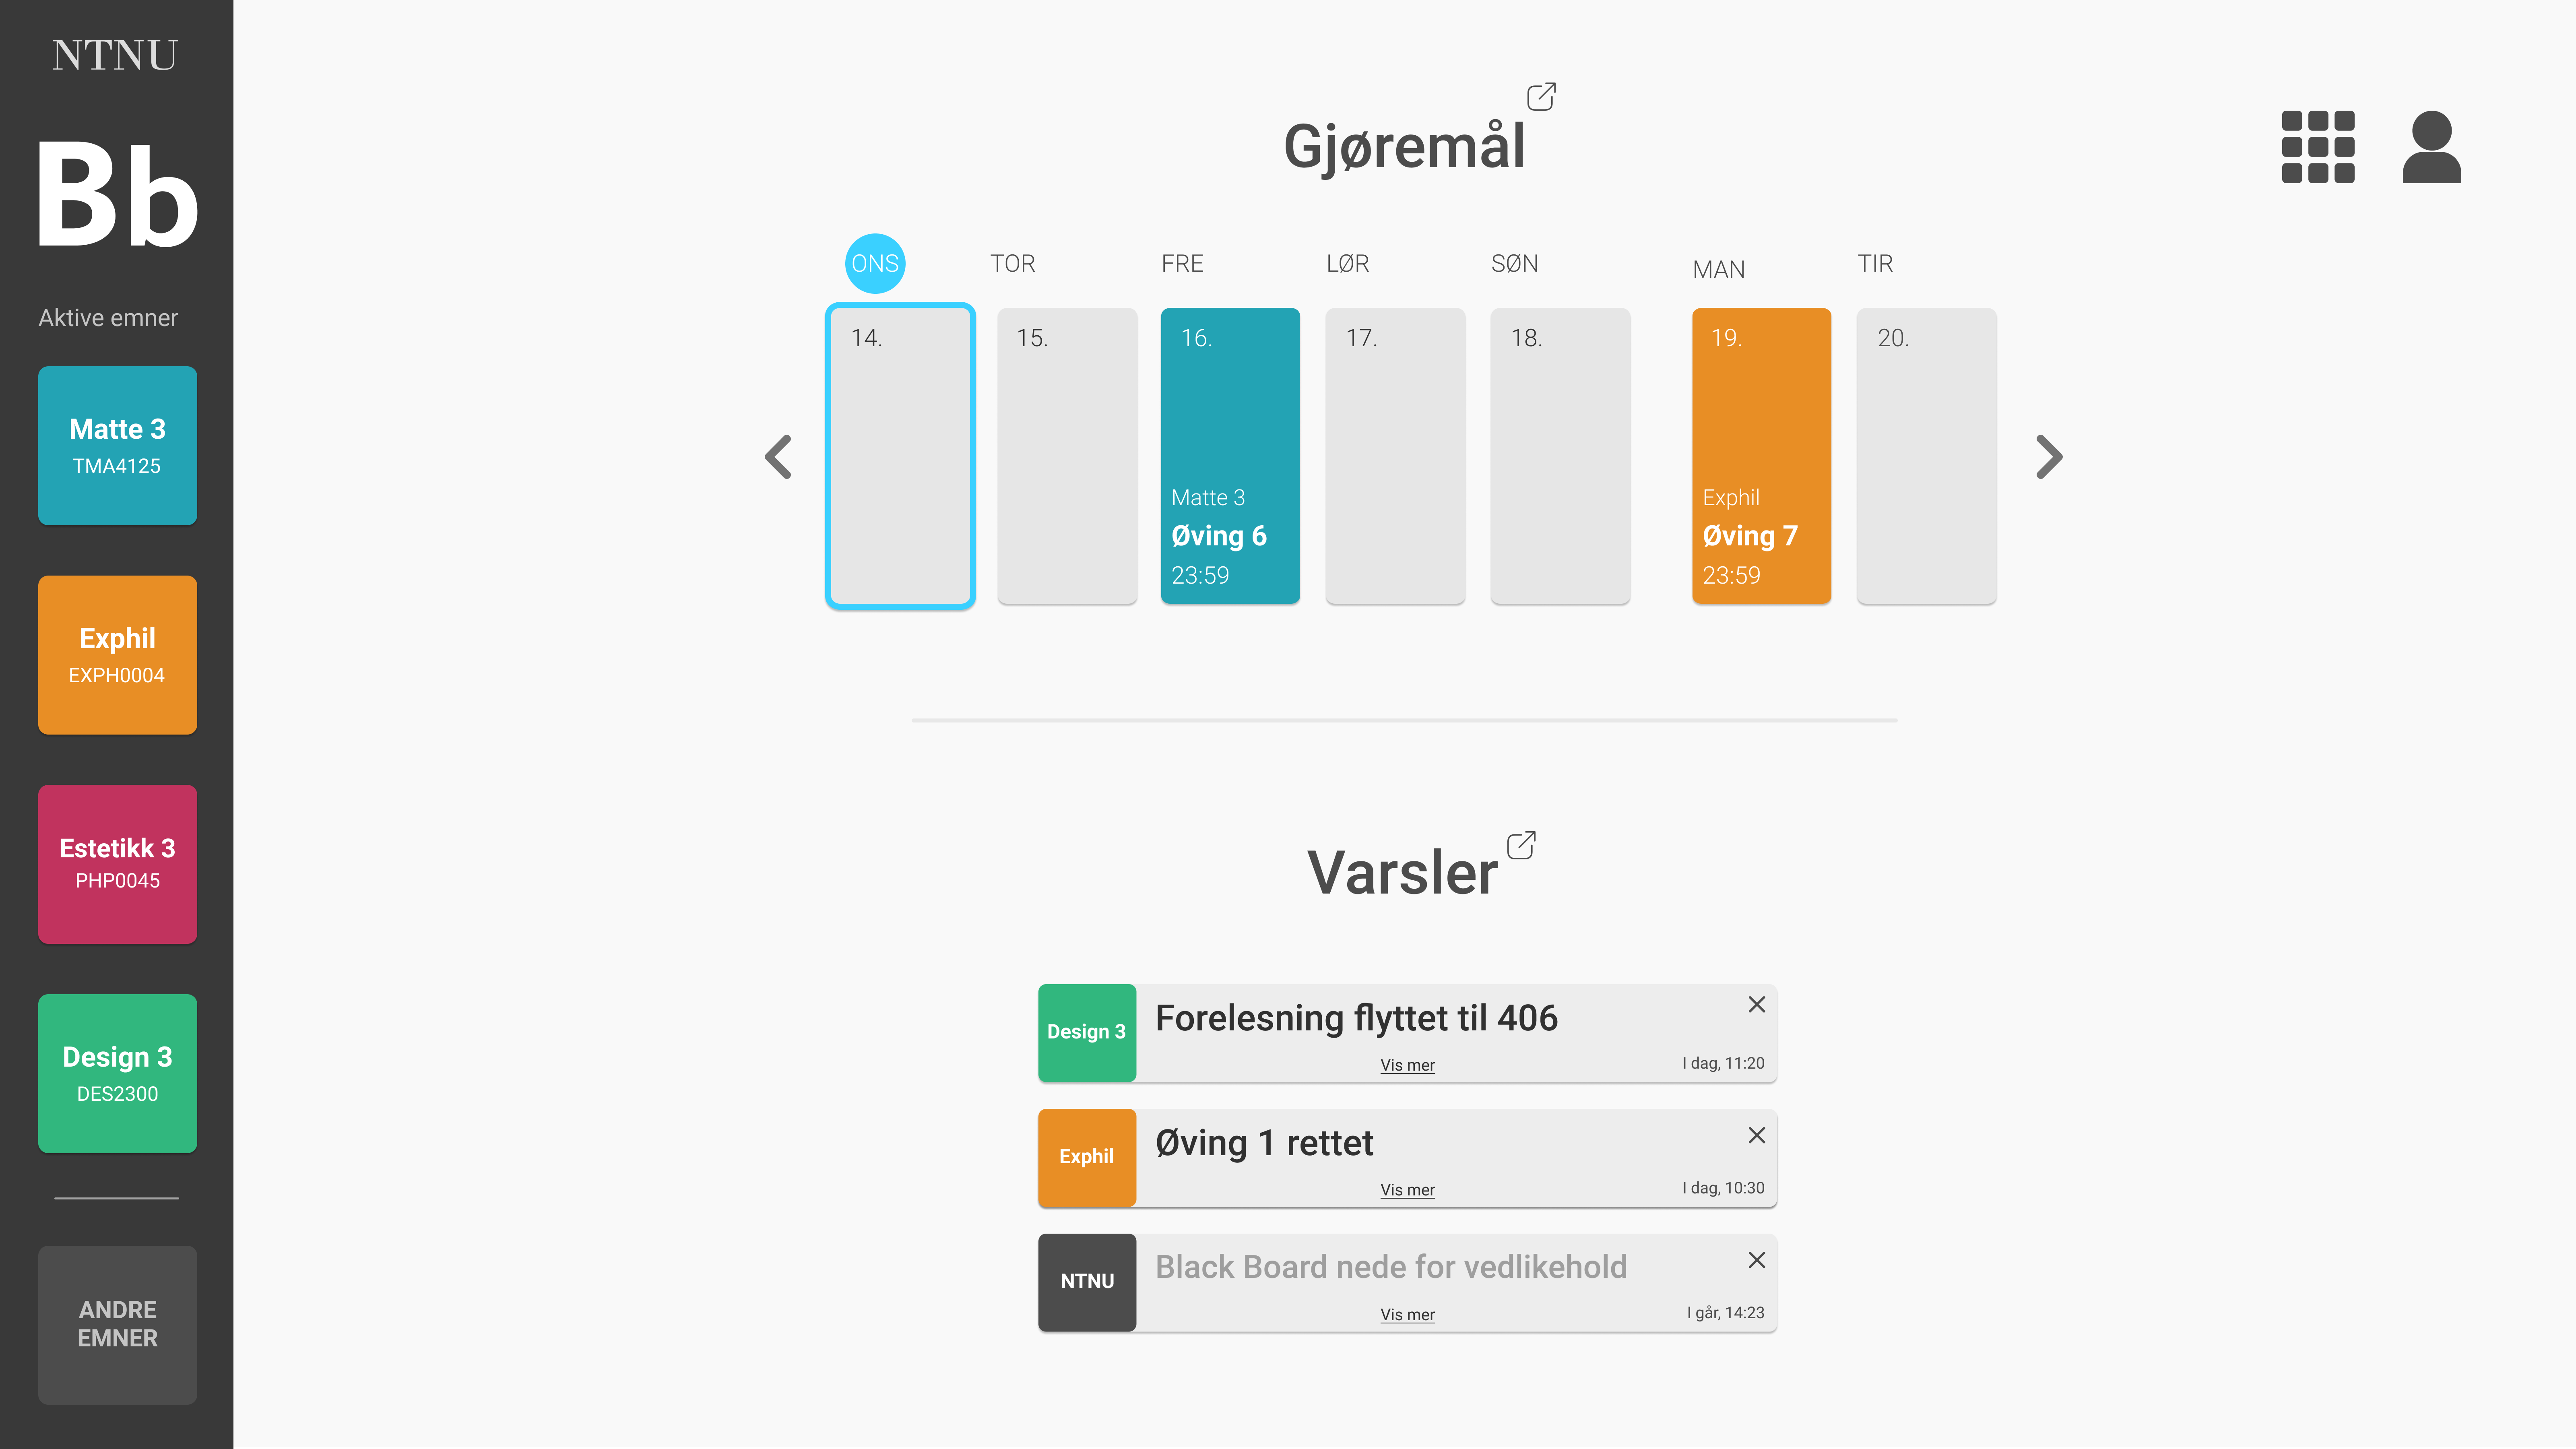 NTNU
Bb
Aktive emner
Matte 3
TMA4125
Exphil
EXPH0004
Estetikk 3
PHP0045
Design 3
DES2300
ANDRE
EMNER
Gjøremål
ONS
TOR
FRE
LØR
SØN
MAN
TIR
14.
15.
16.
Matte 3
Øving 6
23:59
17.
18.
19.
Exphil
Øving 7
23:59
20.
Varsler
Design 3
Forelesning flyttet til 406
Vis mer
I dag, 11:20
Exphil
Øving 1 rettet
Vis mer
I dag, 10:30
NTNU
Black Board nede for vedlikehold
Vis mer
I går, 14:23